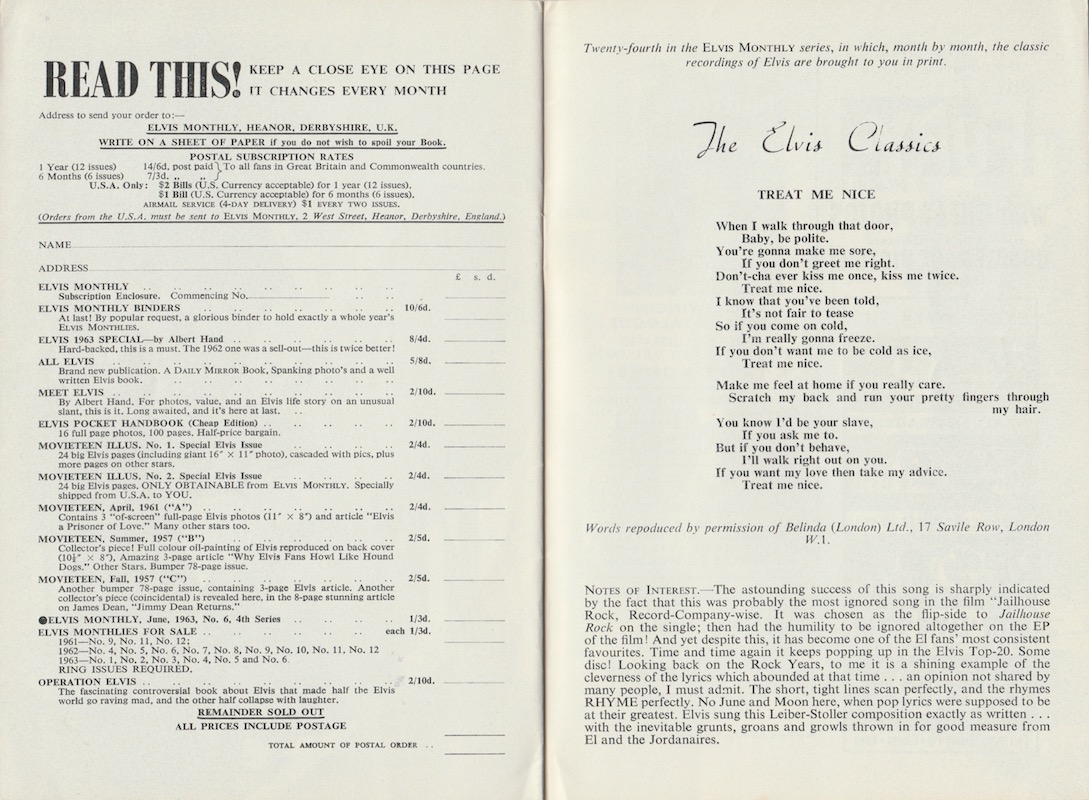 READ THIS! KEEP A CLOSE EYE ON THIS PAGE
IT CHANGES EVERY MONTH
Address to send your order to:—
ELVIS MONTHLY, HEANOR, DERBYSHIRE, U.K.
WRITE ON A SHEET OF PAPER if you do not wish to spoil your Book.
POSTAL SUBSCRIPTION RATES
1 Year (12 issues) 14/6d. post paid } To all fans in Great Britain and Commonwealth countries.
6 Months (6 issues) 7/3d. „ „
U.S.A. Only: $2 Bills (U.S. Currency acceptable) for 1 year (12 issues).
$1 Bill (U.S. Currency acceptable) for 6 months (6 issues).
AIRMAIL SERVICE (4-DAY DELIVERY) $1 EVERY TWO ISSUES.
(Orders from the U.S.A. must be sent to ELVIS MONTHLY, 2 West Street, Heanor, Derbyshire, England.)
NAME
ADDRESS
£ s. d.
ELVIS MONTHLY .. .. .. .. .. .. .. ..
Subscription Enclosure. Commencing No. .. ..
ELVIS MONTHLY BINDERS .. .. .. .. .. .. 10/6d.
At last! By popular request, a glorious binder to hold exactly a whole year's
ELVIS MONTHLIES.
ELVIS 1963 SPECIAL—by Albert Hand .. .. .. .. .. 8/4d.
Hard-backed, this is a must. The 1962 one was a sell-out—this is twice better!
ALL ELVIS .. .. .. .. .. .. .. .. 5/8d.
Brand new publication. A DAILY MIRROR Book, Spanking photo's and a well
written Elvis book. .. .. .. .. .. .. ..
MEET ELVIS .. .. .. .. .. .. .. .. 2/10d.
By Albert Hand. For photos, value, and an Elvis life story on an unusual
slant, this is it. Long awaited, and it's here at last. ..
ELVIS POCKET HANDBOOK (Cheap Edition) .. .. .. .. 2/10d.
16 full page photos, 100 pages. Half-price bargain.
MOVIETEEN ILLUS. No. 1. Special Elvis Issue .. .. .. .. 2/4d.
24 big Elvis pages (including giant 16″ × 11″ photo), cascaded with pics, plus
more pages on other stars.
MOVIETEEN ILLUS. No. 2. Special Elvis Issue .. .. .. .. 2/4d.
24 big Elvis pages. ONLY OBTAINABLE from ELVIS MONTHLY. Specially
shipped from U.S.A. to YOU.
MOVIETEEN, April, 1961 (“A”) .. .. .. .. .. 2/4d.
Contains 3 “of-screen” full-page Elvis photos (11″ × 8″) and article “Elvis
a Prisoner of Love.” Many other stars too.
MOVIETEEN, Summer, 1957 (“B”) .. .. .. .. .. 2/5d.
Collector's piece! Full colour oil-painting of Elvis reproduced on back cover
(10½″ × 8″), Amazing 3-page article “Why Elvis Fans Howl Like Hound
Dogs.” Other Stars. Bumper 78-page issue.
MOVIETEEN, Fall, 1957 (“C”) .. .. .. .. .. .. 2/5d.
Another bumper 78-page issue, containing 3-page Elvis article. Another
collector's piece (coincidental) is revealed here, in the 8-page stunning article
on James Dean, “Jimmy Dean Returns.”
●ELVIS MONTHLY, June, 1963, No. 6, 4th Series .. .. .. .. 1/3d.
ELVIS MONTHLIES FOR SALE .. .. .. .. .. .. each 1/3d.
1961—No. 9, No. 11, No. 12;
1962—No. 4, No. 5, No. 6, No. 7, No. 8, No. 9, No. 10, No. 11, No. 12
1963—No. 1, No. 2, No. 3, No. 4, No. 5 and No. 6
RING ISSUES REQUIRED.
OPERATION ELVIS .. .. .. .. .. .. .. 2/10d.
The fascinating controversial book about Elvis that made half the Elvis
world go raving mad, and the other half collapse with laughter.
REMAINDER SOLD OUT
ALL PRICES INCLUDE POSTAGE
TOTAL AMOUNT OF POSTAL ORDER ..
Twenty-fourth in the ELVIS MONTHLY series, in which, month by month, the classic
recordings of Elvis are brought to you in print.
The Elvis Classics
TREAT ME NICE
When I walk through that door,
Baby, be polite.
You're gonna make me sore,
If you don't greet me right.
Don't-cha ever kiss me once, kiss me twice.
Treat me nice.
I know that you've been told,
It's not fair to tease
So if you come on cold,
I'm really gonna freeze.
If you don't want me to be cold as ice,
Treat me nice.
Make me feel at home if you really care.
Scratch my back and run your pretty fingers through
my hair.
You know I'd be your slave,
If you ask me to.
But if you don't behave,
I'll walk right out on you.
If you want my love then take my advice.
Treat me nice.
Words repoduced by permission of Belinda (London) Ltd., 17 Savile Row, London
W.1.
NOTES OF INTEREST.—The astounding success of this song is sharply indicated
by the fact that this was probably the most ignored song in the film “Jailhouse
Rock, Record-Company-wise. It was chosen as the flip-side to Jailhouse
Rock on the single; then had the humility to be ignored altogether on the EP
of the film! And yet despite this, it has become one of the El fans' most consistent
favourites. Time and time again it keeps popping up in the Elvis Top-20. Some
disc! Looking back on the Rock Years, to me it is a shining example of the
cleverness of the lyrics which abounded at that time . . . an opinion not shared by
many people, I must admit. The short, tight lines scan perfectly, and the rhymes
RHYME perfectly. No June and Moon here, when pop lyrics were supposed to be
at their greatest. Elvis sung this Leiber-Stoller composition exactly as written . . .
with the inevitable grunts, groans and growls thrown in for good measure from
El and the Jordanaires.